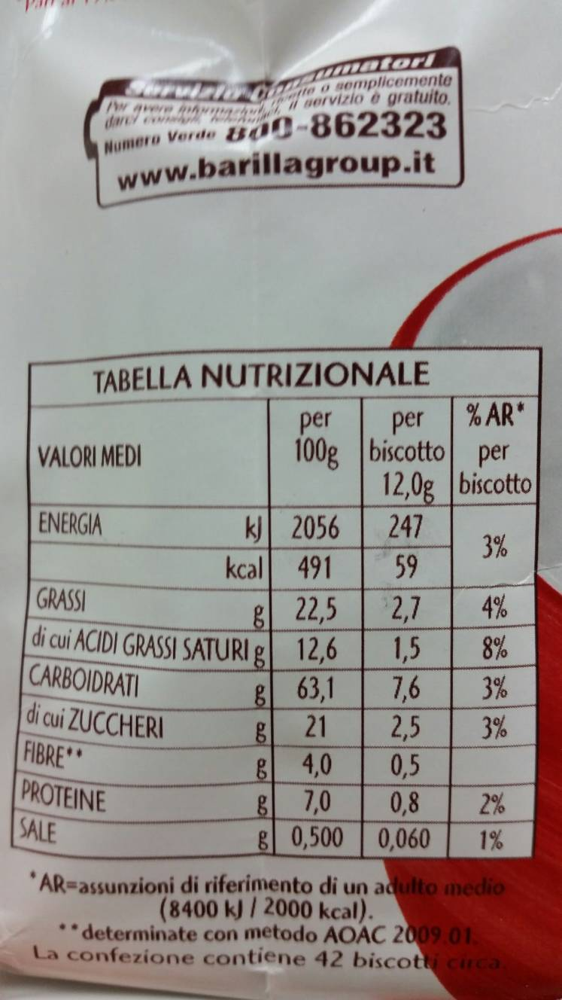 Servizio Consumatori
Per avere informazioni, o semplicemente
darci consigli, il servizio è gratuito.
Numero Verde 800-862323
www.barillagroup.it
TABELLA NUTRIZIONALE
VALORI MEDI per 100g per biscotto 12,0g % AR* per biscotto
ENERGIA kJ 2056 247 3%
kcal 491 59
GRASSI g 22,5 2,7 4%
di cui ACIDI GRASSI SATURI g 12,6 1,5 8%
CARBOIDRATI g 63,1 7,6 3%
di cui ZUCCHERI g 21 2,5 3%
FIBRE** g 4,0 0,5
PROTEINE g 7,0 0,8 2%
SALE g 0,500 0,060 1%
*AR=assunzioni di riferimento di un adulto medio
(8400 kJ / 2000 kcal).
**determinate con metodo AOAC 2009.01.
La confezione contiene 42 biscotti circa.